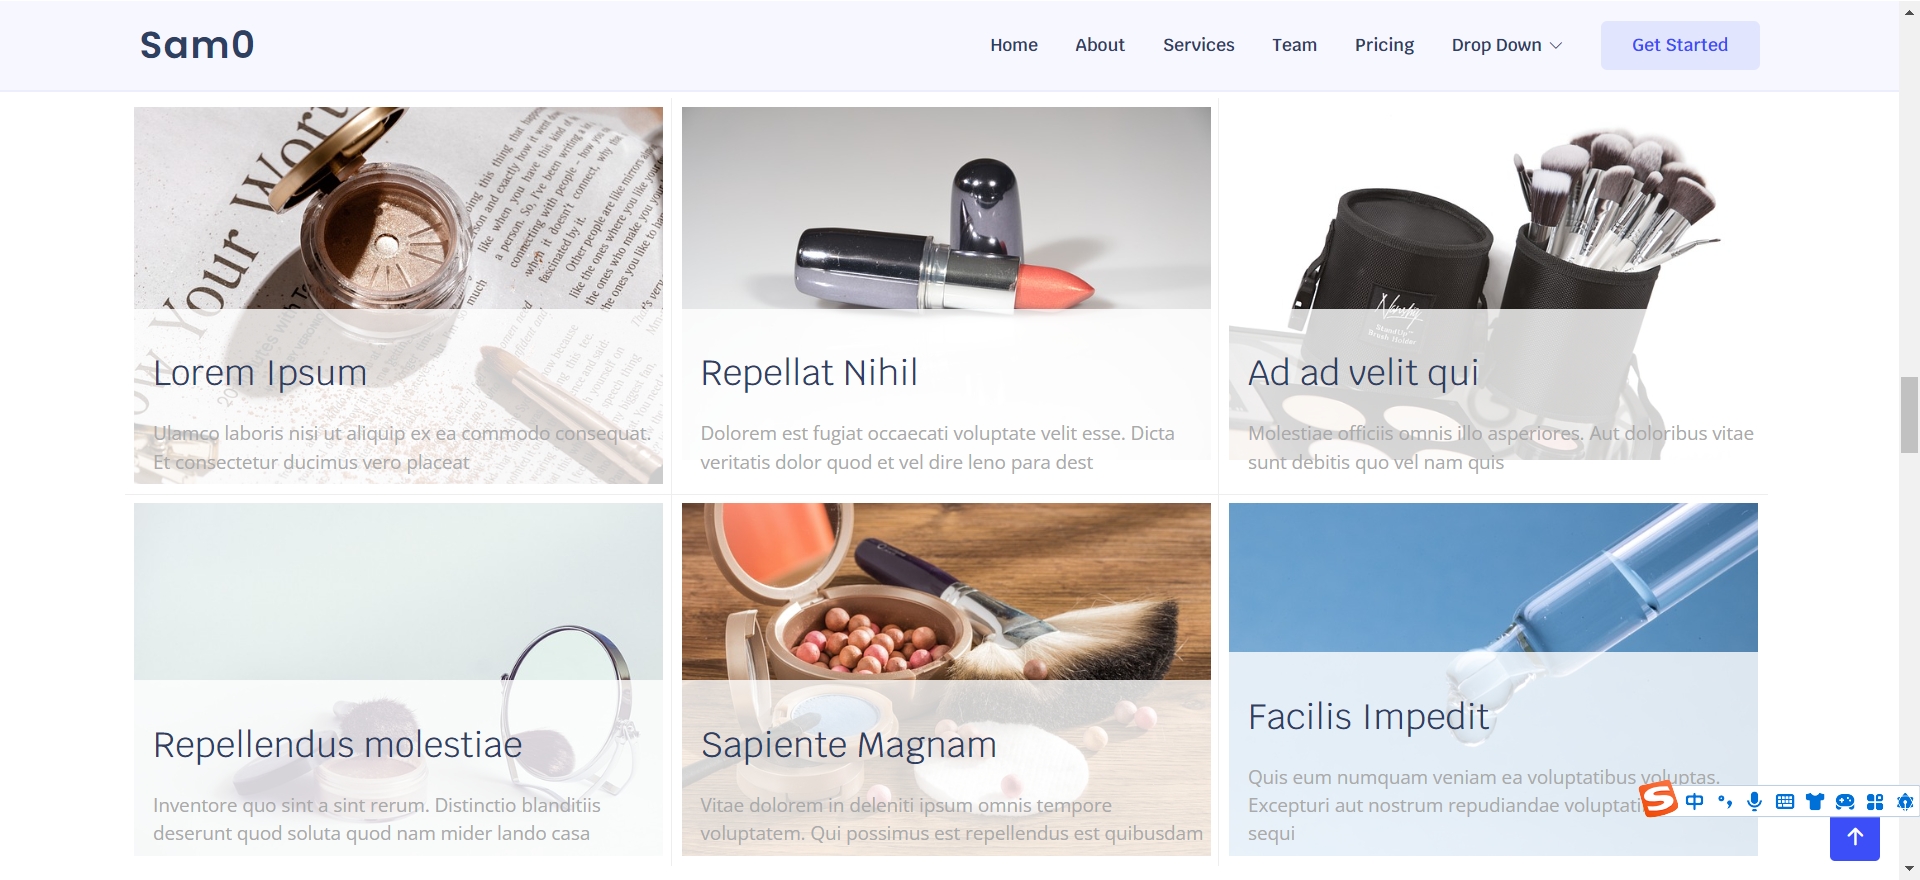 Sam0
Home About Services Team Pricing Drop Down Get Started
Your Wor
Lorem Ipsum
Ulamco laboris nisi ut aliquip ex ea commodo consequat.
Et consectetur ducimus vero placeat
Repellat Nihil
Dolorem est fugiat occaecati voluptate velit esse. Dicta
veritatis dolor quod et vel dire leno para dest
StandUp
Brush Holder
Ad ad velit qui
Molestiae officiis omnis illo asperiores. Aut doloribus vitae
sunt debitis quo vel nam quis
Repellendus molestiae
Inventore quo sint a sint rerum. Distinctio blanditiis
deserunt quod soluta quod nam mider lando casa
Sapiente Magnam
Vitae dolorem in deleniti ipsum omnis tempore
voluptatem. Qui possimus est repellendus est quibusdam
Facilis Impedit
Quis eum numquam veniam ea voluptatibus voluptas.
Excepturi aut nostrum repudiandae voluptati
sequi
S 中